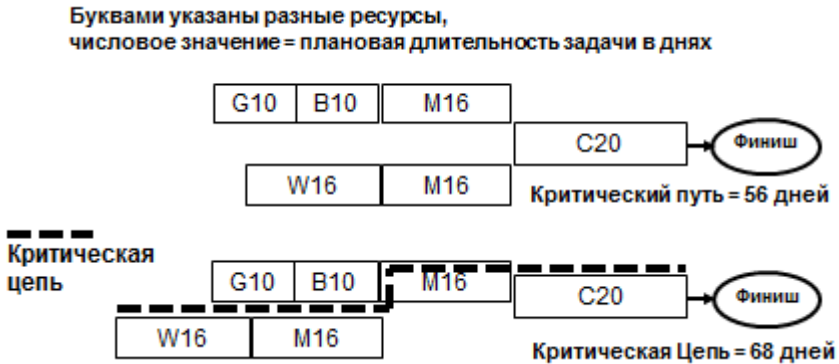 Буквами указаны разные ресурсы,
числовое значение = плановая длительность задачи в днях
G10 B10 M16
C20 Финиш
W16 M16
Критический путь = 56 дней
Критическая
цепь
G10 B10 M16
C20 Финиш
W16 M16
Критическая Цепь = 68 дней